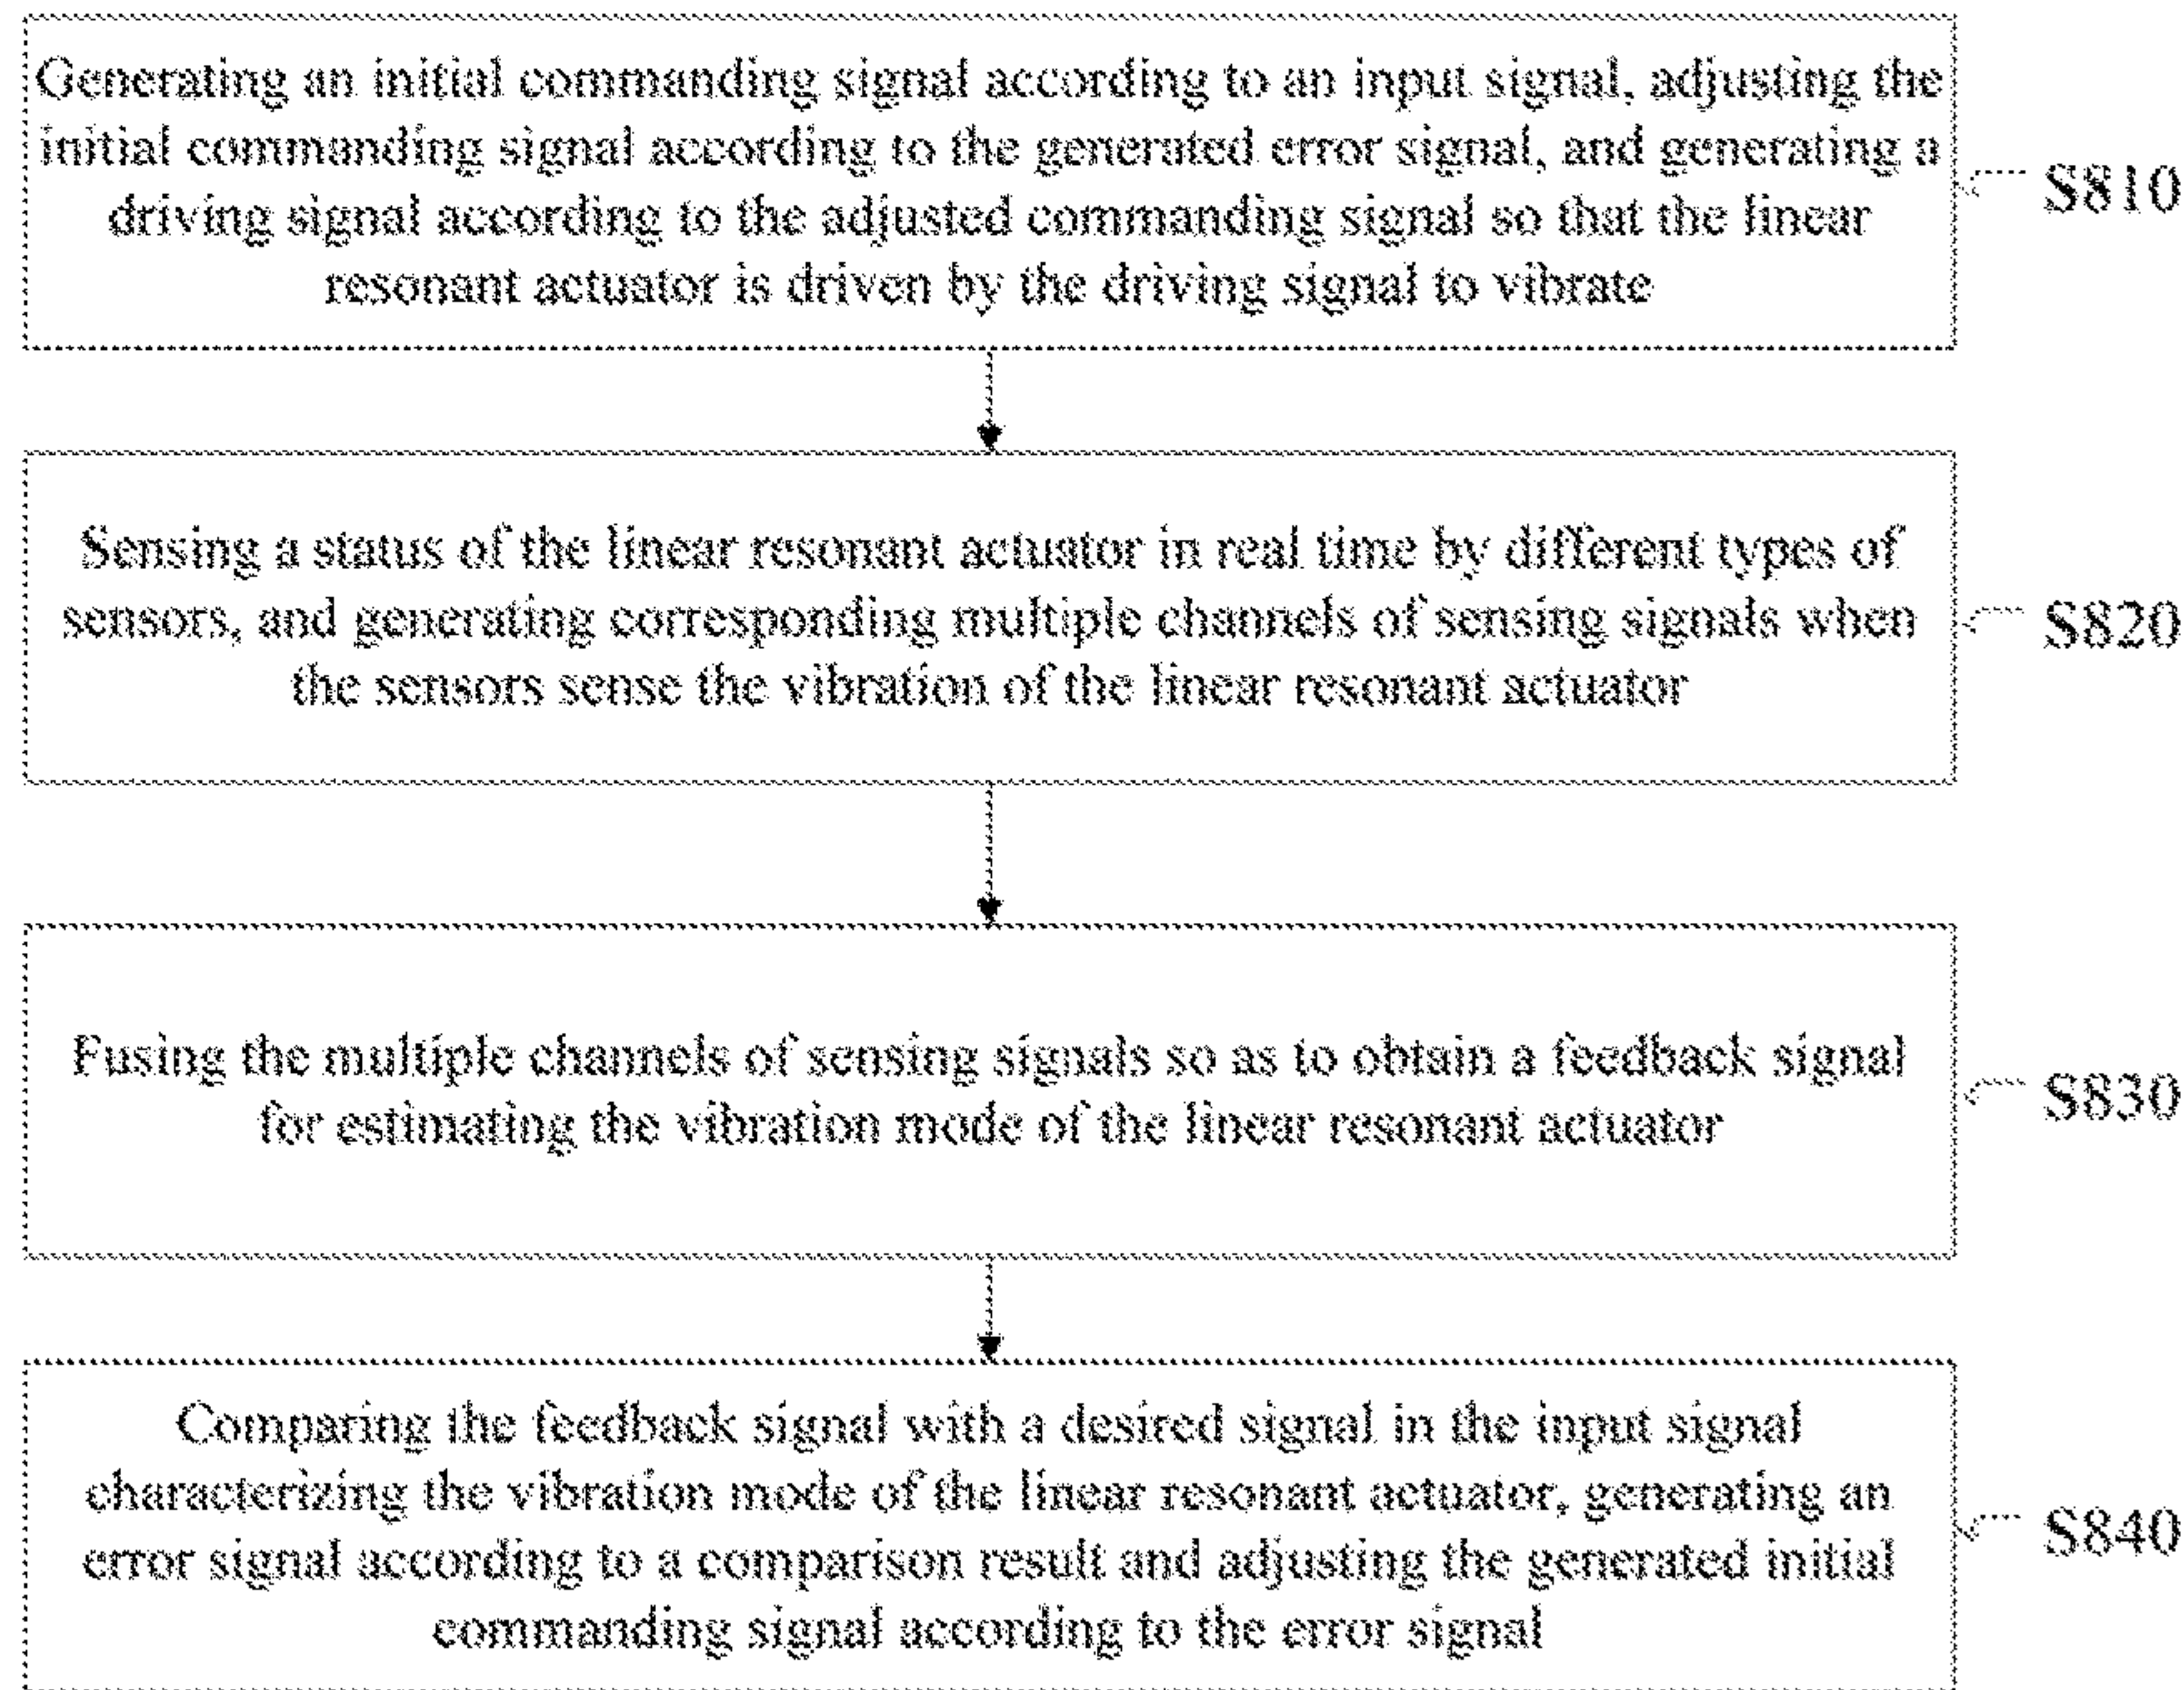 Generating an initial commanding signal according to an input signal, adjusting the
initial commanding signal according to the generated error signal, and generating a
driving signal according to the adjusted commanding signal so that the linear
resonant actuator is driven by the driving signal to vibrate
S810
Sensing a status of the linear resonant actuator in real time by different types of
sensors, and generating corresponding multiple channels of sensing signals when
the sensors sense the vibration of the linear resonant actuator
S820
Fusing the multiple channels of sensing signals so as to obtain a feedback signal
for estimating the vibration mode of the linear resonant actuator
S830
Comparing the feedback signal with a desired signal in the input signal
characterizing the vibration mode of the linear resonant actuator, generating an
error signal according to a comparison result and adjusting the generated initial
commanding signal according to the error signal
S840